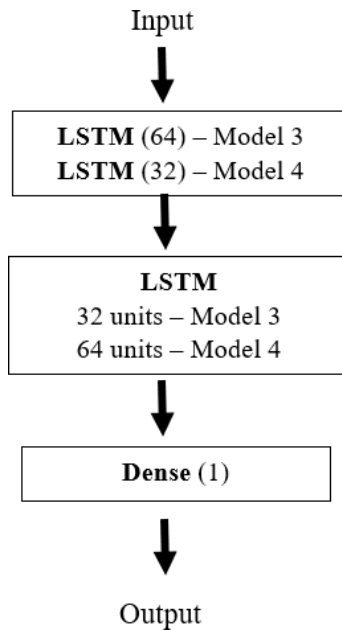 Input
LSTM (64) – Model 3
LSTM (32) – Model 4
LSTM
32 units – Model 3
64 units – Model 4
Dense (1)
Output